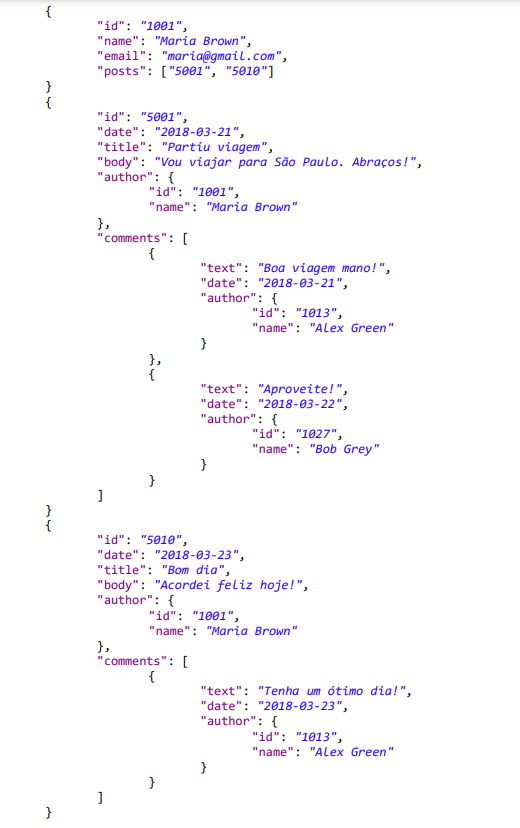 {
"id": "1001",
"name": "Maria Brown",
"email": "maria@gmail.com",
"posts": ["5001", "5010"]
}
{
"id": "5001",
"date": "2018-03-21",
"title": "Partiu viagem",
"body": "Vou viajar para São Paulo. Abraços!",
"author": {
"id": "1001",
"name": "Maria Brown"
},
"comments": [
{
"text": "Boa viagem mano!",
"date": "2018-03-21",
"author": {
"id": "1013",
"name": "Alex Green"
}
},
{
"text": "Aproveite!",
"date": "2018-03-22",
"author": {
"id": "1027",
"name": "Bob Grey"
}
}
]
}
{
"id": "5010",
"date": "2018-03-23",
"title": "Bom dia",
"body": "Acordei feliz hoje!",
"author": {
"id": "1001",
"name": "Maria Brown"
},
"comments": [
{
"text": "Tenha um ótimo dia!",
"date": "2018-03-23",
"author": {
"id": "1013",
"name": "Alex Green"
}
}
]
}